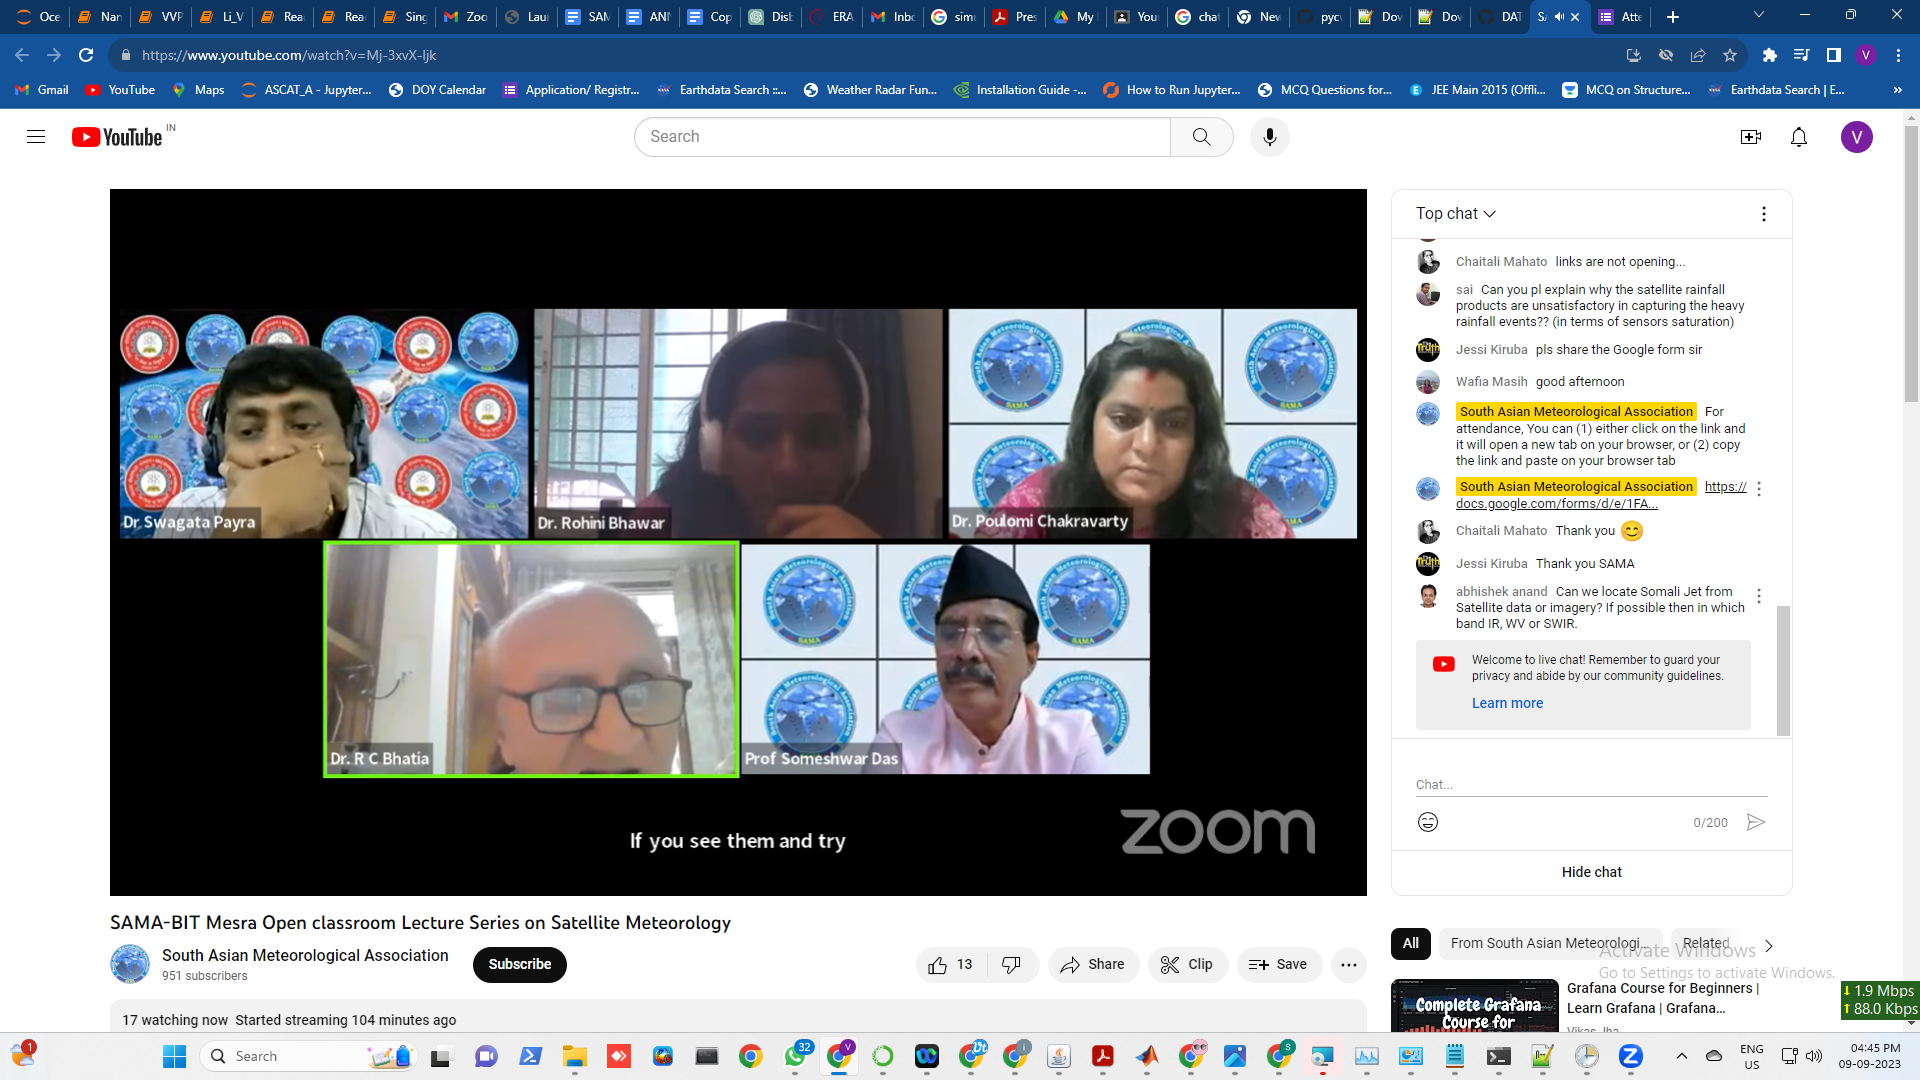 Oce
Nan
VVP
Li_V
Rea
Rea
Sing
Zoo
Lau
SAM
ANN
Cop
Dist
ERA
Inbo
simu
Pres
My
You
chat
New
pyc
Dov
Dov
DAT
SA
Atte
https://www.youtube.com/watch?v=Mj-3xvX-Ijk
V
Gmail
YouTube
Maps
ASCAT_A - Jupyter...
DOY Calendar
Application/ Registr...
Earthdata Search ::...
Weather Radar Fun...
Installation Guide -...
How to Run Jupyter...
MCQ Questions for...
JEE Main 2015 (Offli...
MCQ on Structure...
Earthdata Search | E...
»
YouTube IN
Search
V
Top chat
Chaitali Mahato links are not opening...
sai Can you pl explain why the satellite rainfall
products are unsatisfactory in capturing the heavy
rainfall events?? (in terms of sensors saturation)
Jessi Kiruba pls share the Google form sir
Wafia Masih good afternoon
South Asian Meteorological Association For
attendance, You can (1) either click on the link and
it will open a new tab on your browser, or (2) copy
the link and paste on your browser tab
South Asian Meteorological Association https://
docs.google.com/forms/d/e/1FA...
Chaitali Mahato Thank you 😊
Jessi Kiruba Thank you SAMA
abhishek anand Can we locate Somali Jet from
Satellite data or imagery? If possible then in which
band IR, WV or SWIR.
Welcome to live chat! Remember to guard your
privacy and abide by our community guidelines.
Learn more
Chat...
0/200
Hide chat
Dr Swagata Payra
Dr. Rohini Bhawar
Dr. Poulomi Chakravarty
Dr. R C Bhatia
Prof Someshwar Das
If you see them and try
zoom
SAMA-BIT Mesra Open classroom Lecture Series on Satellite Meteorology
South Asian Meteorological Association
951 subscribers
Subscribe
13
Share
Clip
Save
17 watching now Started streaming 104 minutes ago
All
From South Asian Meteorologi...
Related
Activate Windows
Go to Settings to activate Windows.
Complete Grafana
Course for
Grafana Course for Beginners |
Learn Grafana | Grafana...
Vikas Jha
1.9 Mbps
88.0 Kbps
1
Search
32
V
S
ENG
US
04:45 PM
09-09-2023